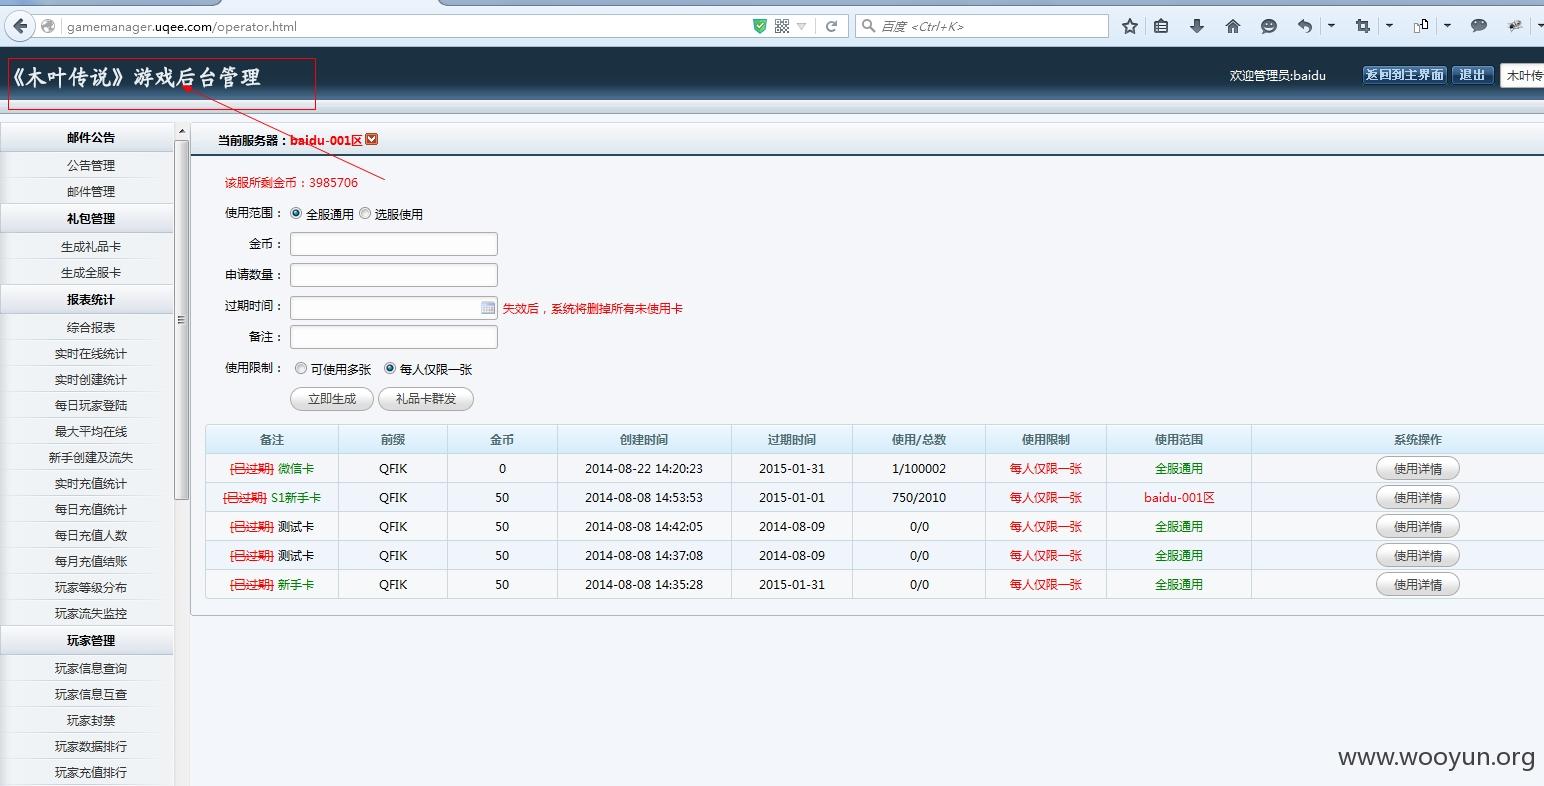 gamemanager.uqee.com/operator.html
百度 <Ctrl+K>
《木叶传说》游戏后台管理
欢迎管理员:baidu
返回到主界面
退出
木叶传
邮件公告
公告管理
邮件管理
礼包管理
生成礼品卡
生成全服卡
报表统计
综合报表
实时在线统计
实时创建统计
每日玩家登陆
最大平均在线
新手创建及流失
实时充值统计
每日充值统计
每日充值人数
每月充值结账
玩家等级分布
玩家流失监控
玩家管理
玩家信息查询
玩家信息互查
玩家封禁
玩家数据排行
玩家充值排行
当前服务器：baidu-001区
该服所剩金币：3985706
使用范围： 全服通用 选服使用
金币：
申请数量：
过期时间： 失效后，系统将删掉所有未使用卡
备注：
使用限制： 可使用多张 每人仅限一张
立即生成 礼品卡群发
备注 前缀 金币 创建时间 过期时间 使用/总数 使用限制 使用范围 系统操作
[已过期] 微信卡 QFIK 0 2014-08-22 14:20:23 2015-01-31 1/100002 每人仅限一张 全服通用 使用详情
[已过期] S1新手卡 QFIK 50 2014-08-08 14:53:53 2015-01-01 750/2010 每人仅限一张 baidu-001区 使用详情
[已过期] 测试卡 QFIK 50 2014-08-08 14:42:05 2014-08-09 0/0 每人仅限一张 全服通用 使用详情
[已过期] 测试卡 QFIK 50 2014-08-08 14:37:08 2014-08-09 0/0 每人仅限一张 全服通用 使用详情
[已过期] 新手卡 QFIK 50 2014-08-08 14:35:28 2015-01-31 0/0 每人仅限一张 全服通用 使用详情
www.wooyun.org